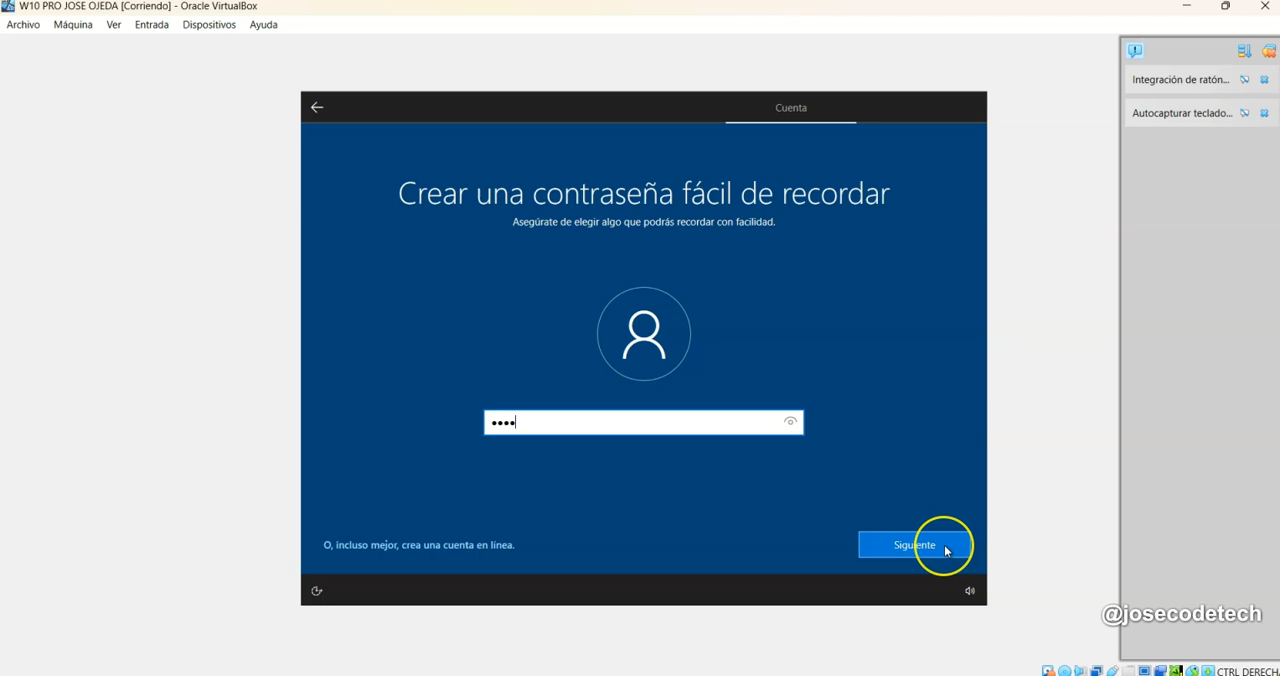 W10 PRO JOSE OJEDA [Corriendo] - Oracle VirtualBox
Archivo Máquina Ver Entrada Dispositivos Ayuda
Integración de ratón...
Autocapturar teclado...
Cuenta
Crear una contraseña fácil de recordar
Asegúrate de elegir algo que podrás recordar con facilidad.
O, incluso mejor, crea una cuenta en línea.
Siguiente
@josecodetech
CTRL DERECHA